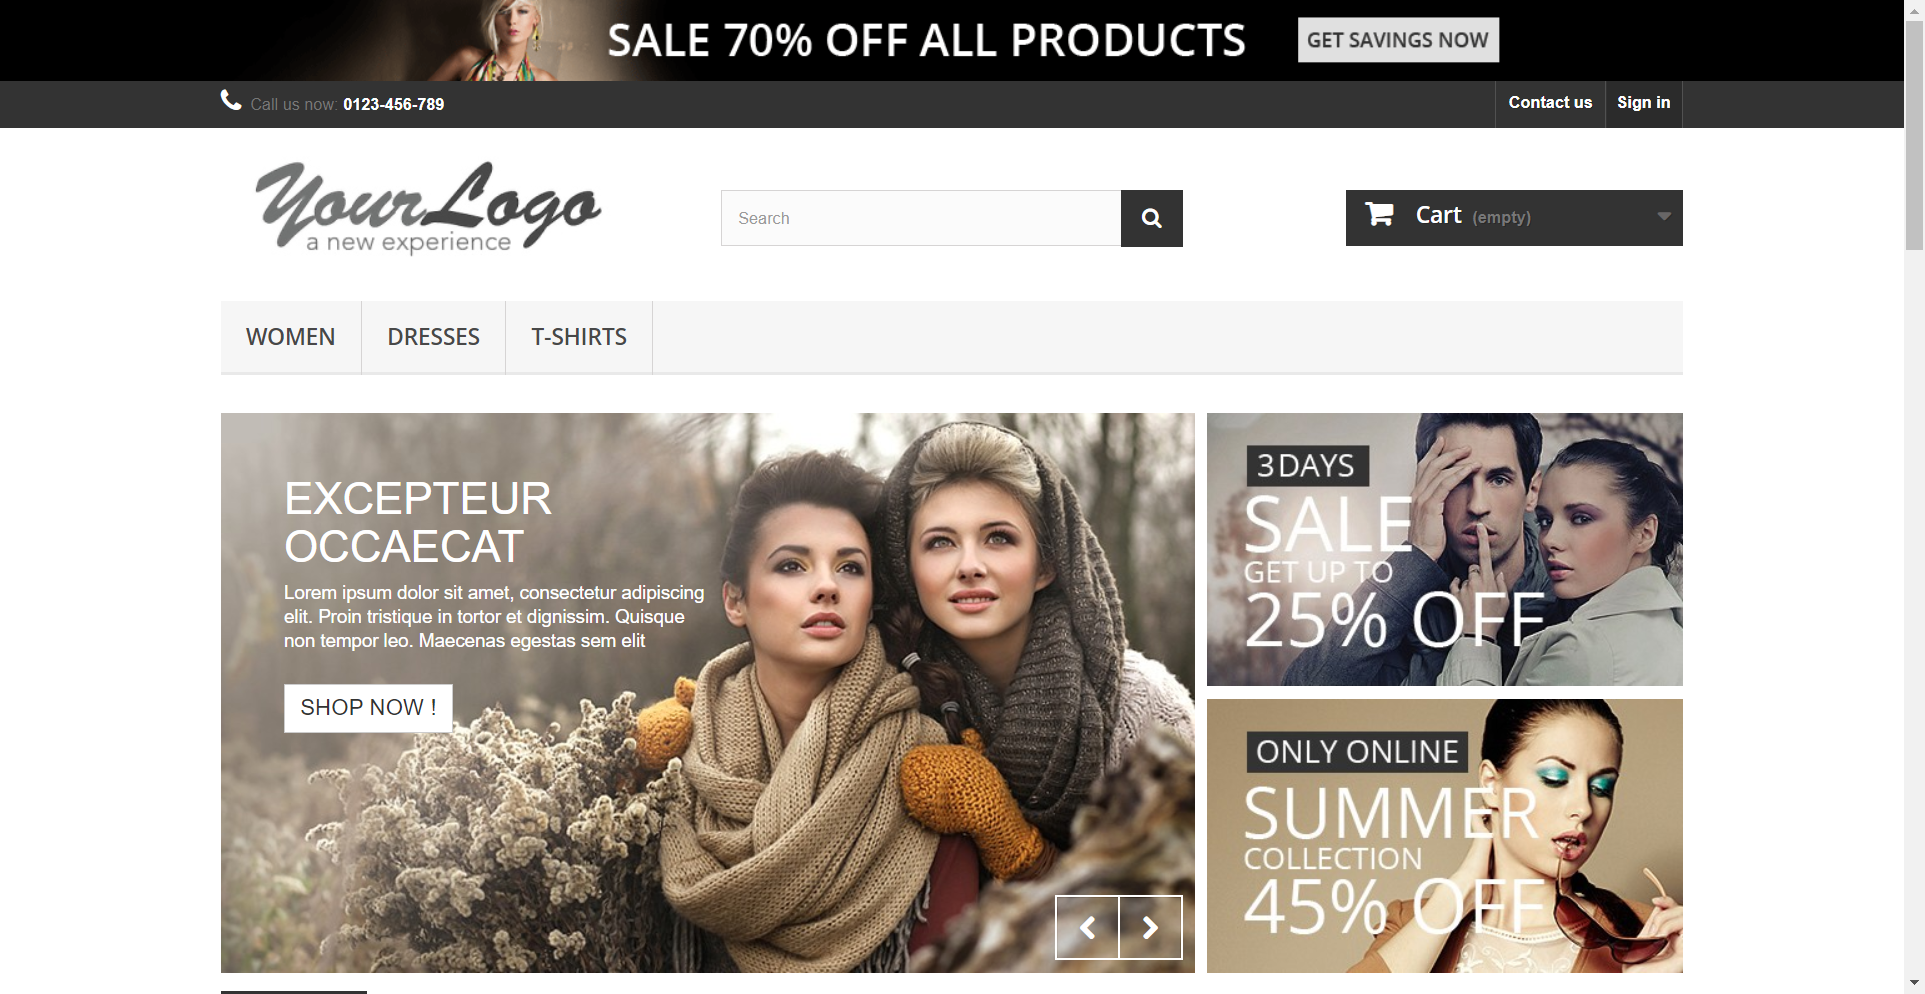 SALE 70% OFF ALL PRODUCTS
GET SAVINGS NOW
Call us now: 0123-456-789
Contact us
Sign in
YourLogo
a new experience
Search
Cart (empty)
WOMEN
DRESSES
T-SHIRTS
EXCEPTEUR
OCCAECAT
Lorem ipsum dolor sit amet, consectetur adipiscing
elit. Proin tristique in tortor et dignissim. Quisque
non tempor leo. Maecenas egestas sem elit
SHOP NOW !
3 DAYS
SALE
GET UP TO
25% OFF
ONLY ONLINE
SUMMER
COLLECTION
45% OFF